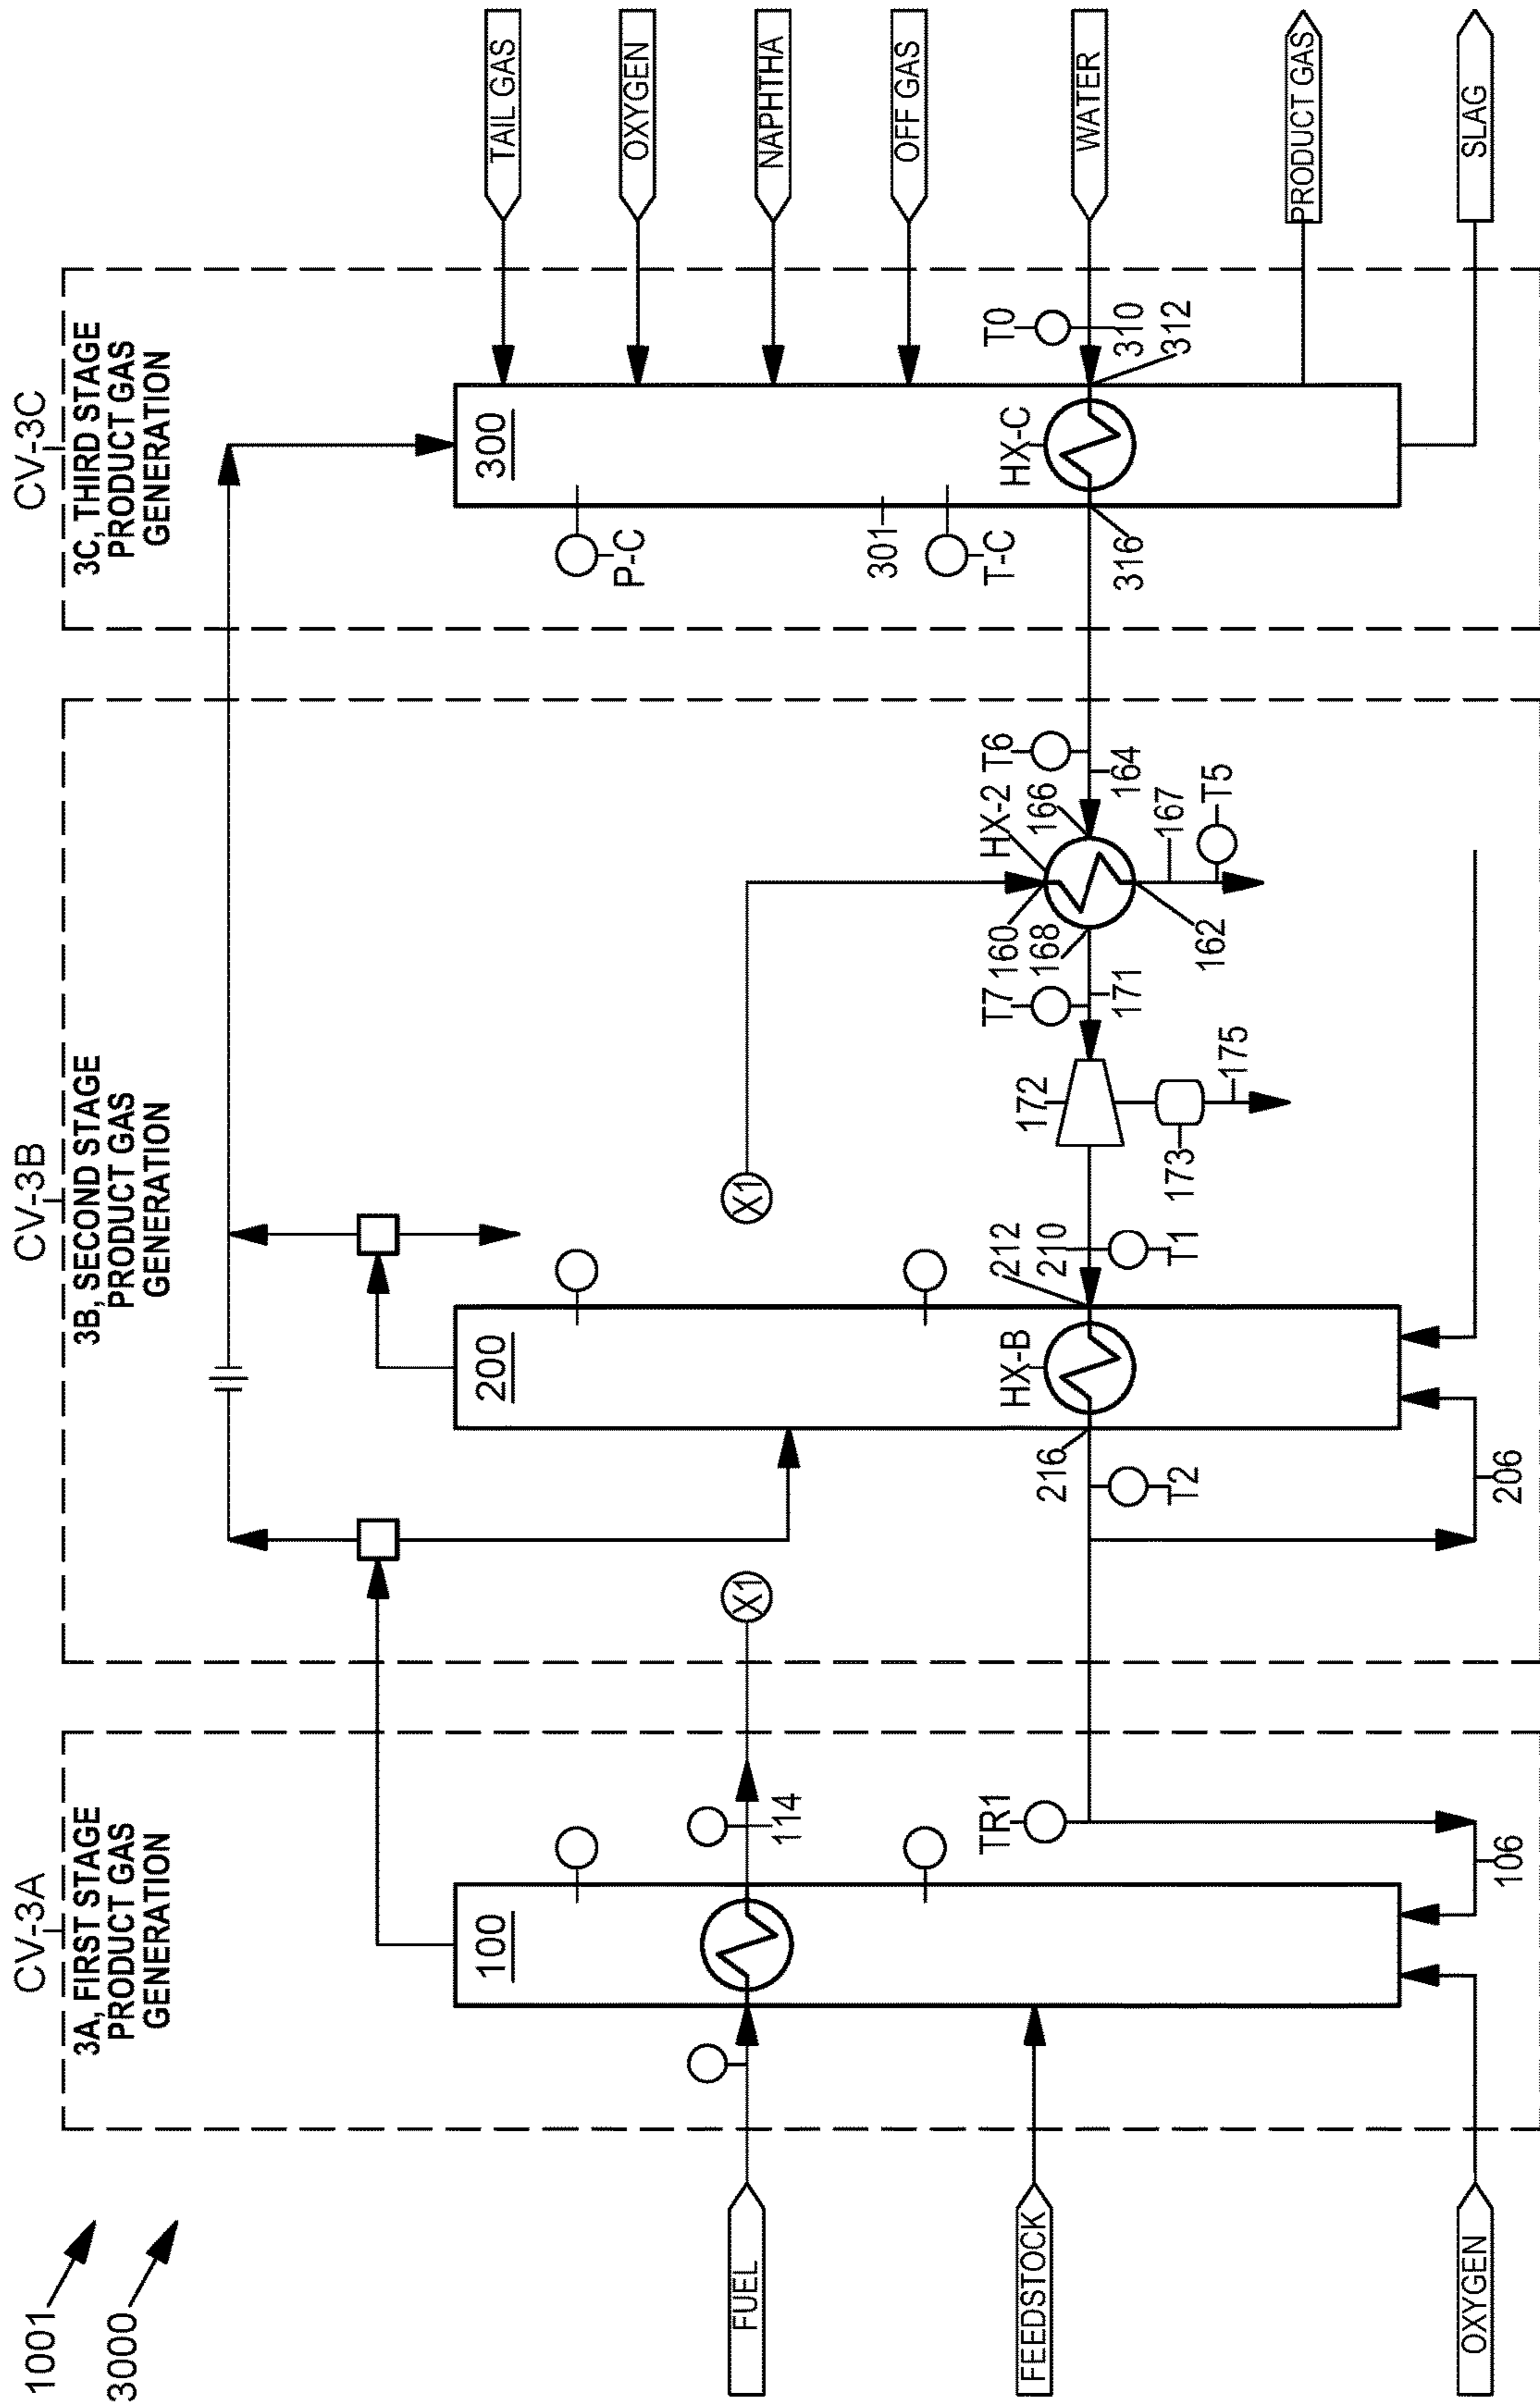 1001
3000
CV-3A
3A, FIRST STAGE
PRODUCT GAS
GENERATION
CV-3B
3B, SECOND STAGE
PRODUCT GAS
GENERATION
CV-3C
3C, THIRD STAGE
PRODUCT GAS
GENERATION
FUEL
FEEDSTOCK
OXYGEN
100
114
X1
TR1
106
200
HX-B
216
T2
206
212
210
T1
X1
172
173
175
T7
171
160
168
HX-2
166
162
167
T5
T6
164
300
P-C
301
T-C
HX-C
316
T0
310
312
TAIL GAS
OXYGEN
NAPHTHA
OFF GAS
WATER
PRODUCT GAS
SLAG